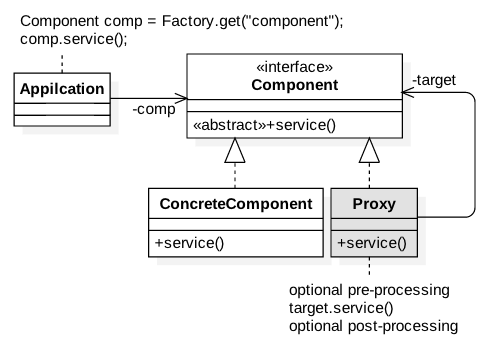 Component comp = Factory.get("component");
comp.service();
Appilcation
-comp
«interface»
Component
«abstract»+service()
-target
ConcreteComponent
+service()
Proxy
+service()
optional pre-processing
target.service()
optional post-processing